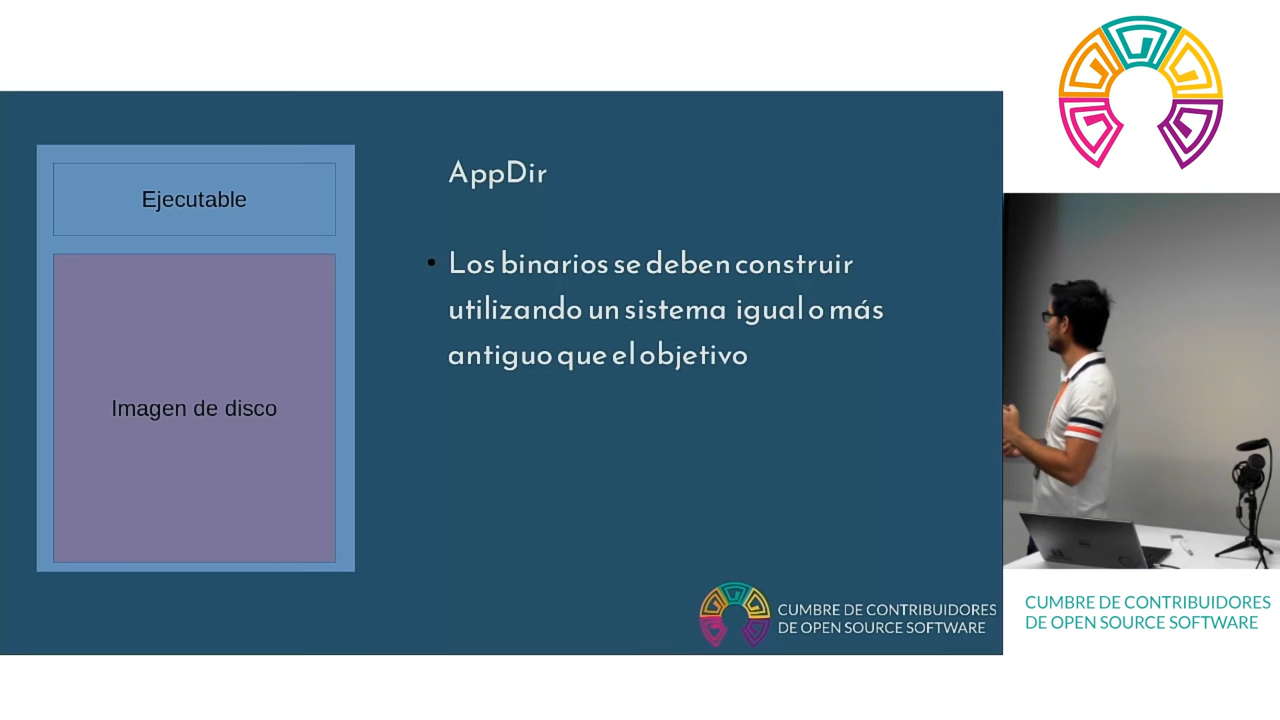 Ejecutable
Imagen de disco
AppDir
• Los binarios se deben construir
utilizando un sistema igual o más
antiguo que el objetivo
CUMBRE DE CONTRIBUIDORES
DE OPEN SOURCE SOFTWARE
CUMBRE DE CONTRIBUIDORES
DE OPEN SOURCE SOFTWARE